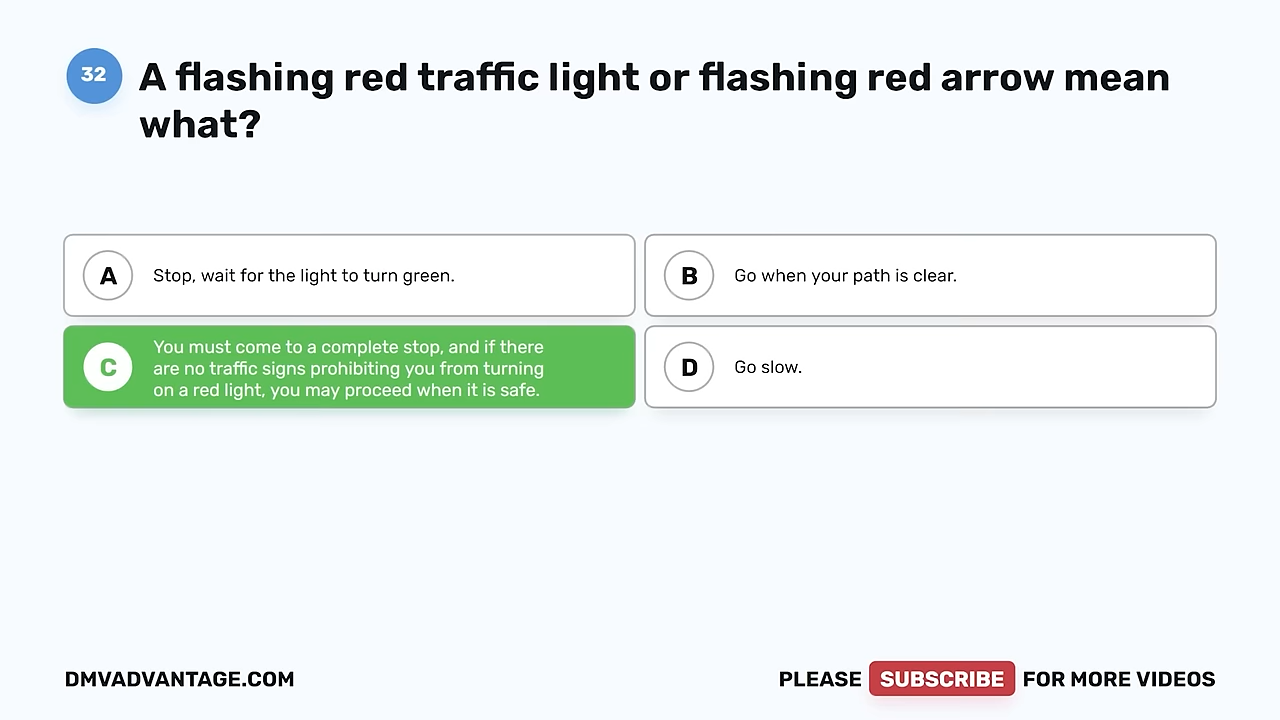 32
A flashing red traffic light or flashing red arrow mean
what?
A
Stop, wait for the light to turn green.
B
Go when your path is clear.
C
You must come to a complete stop, and if there
are no traffic signs prohibiting you from turning
on a red light, you may proceed when it is safe.
D
Go slow.
DMVADVANTAGE.COM
PLEASE SUBSCRIBE FOR MORE VIDEOS